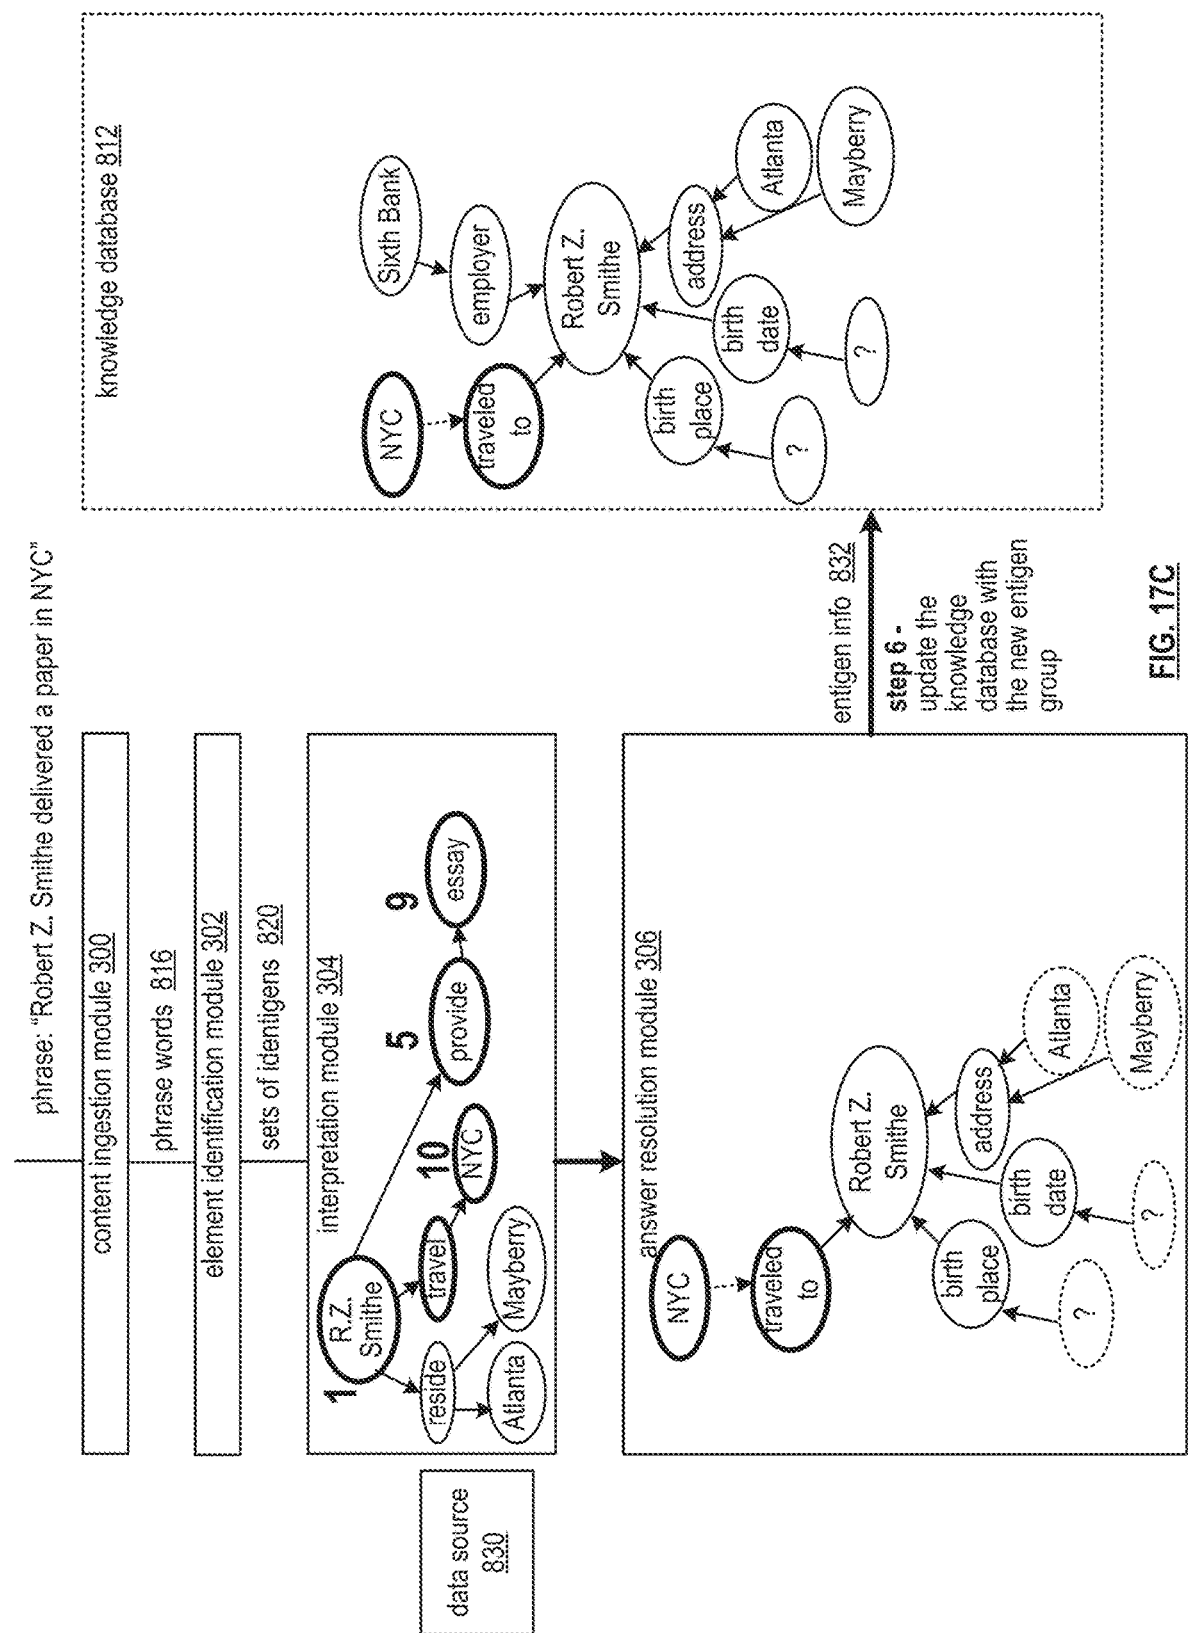 phrase: “Robert Z. Smithe delivered a paper in NYC”
content ingestion module 300
phrase words 816
element identification module 302
sets of identigens 820
data source
830
interpretation module 304
1
R.Z.
Smithe
reside
Atlanta
Mayberry
travel
10
NYC
5
provide
9
essay
answer resolution module 306
NYC
traveled
to
Robert Z.
Smithe
birth
place
?
birth
date
?
address
Atlanta
Mayberry
entigen info 832
step 6 -
update the
knowledge
database with
the new entigen
group
knowledge database 812
NYC
traveled
to
Sixth Bank
employer
Robert Z.
Smithe
birth
place
?
birth
date
?
address
Atlanta
Mayberry
FIG. 17C